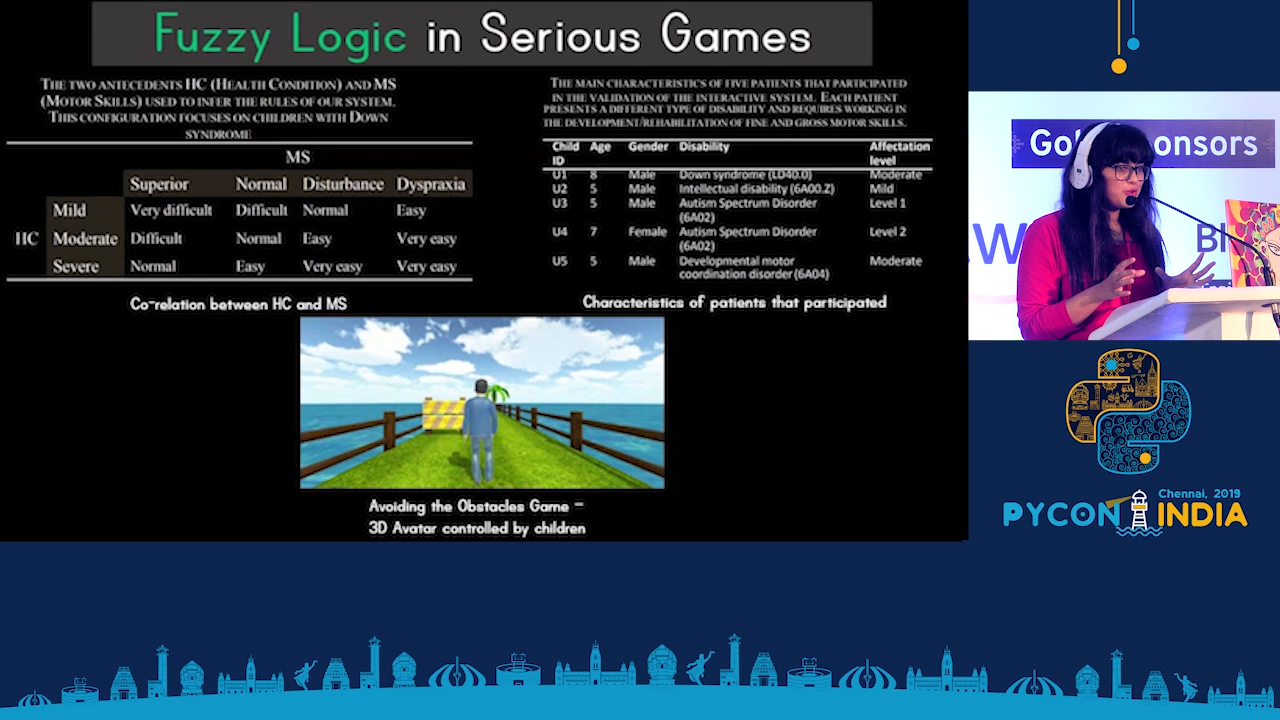 Fuzzy Logic in Serious Games
THE TWO ANTECEDENTS HC (HEALTH CONDITION) AND MS
(MOTOR SKILLS) USED TO INFER THE RULES OF OUR SYSTEM.
THIS CONFIGURATION FOCUSES ON CHILDREN WITH DOWN
SYNDROME
MS
Superior Normal Disturbance Dyspraxia
Mild Very difficult Difficult Normal Easy
HC Moderate Difficult Normal Easy Very easy
Severe Normal Easy Very easy Very easy
Co-relation between HC and MS
THE MAIN CHARACTERISTICS OF FIVE PATIENTS THAT PARTICIPATED
IN THE VALIDATION OF THE INTERACTIVE SYSTEM. EACH PATIENT
PRESENTS A DIFFERENT TYPE OF DISABILITY AND REQUIRES WORKING IN
THE DEVELOPMENT/REHABILITATION OF FINE AND GROSS MOTOR SKILLS.
Child Age Gender Disability Affectation
ID level
U1 8 Male Down syndrome (LD40.0) Moderate
U2 5 Male Intellectual disability (6A00.Z) Mild
U3 5 Male Autism Spectrum Disorder Level 1
(6A02)
U4 7 Female Autism Spectrum Disorder Level 2
(6A02)
U5 5 Male Developmental motor Moderate
coordination disorder (6A04)
Characteristics of patients that participated
Avoiding the Obstacles Game -
3D Avatar controlled by children
Go onsors
W
Chennai, 2019
PYCON INDIA